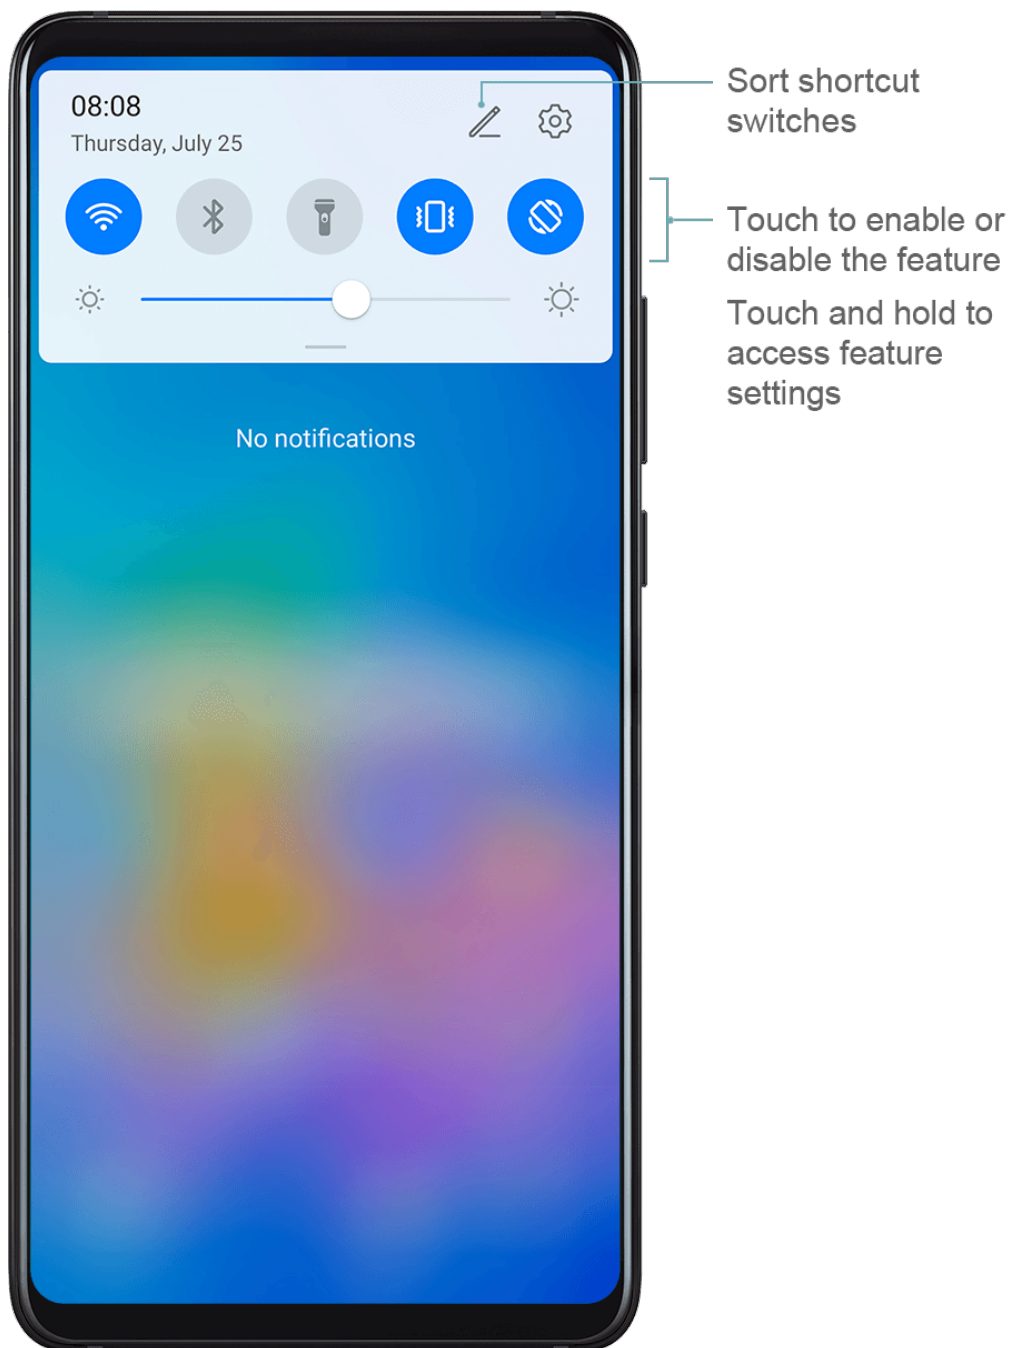 08:08
Thursday, July 25
No notifications
Sort shortcut
switches
Touch to enable or
disable the feature
Touch and hold to
access feature
settings